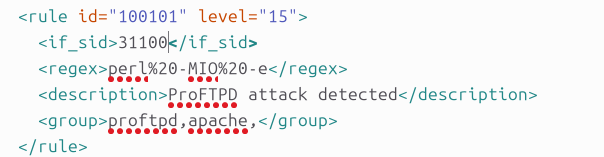 <rule id="100101" level="15">
<if_sid>31100</if_sid>
<regex>perl%20-MIO%20-e</regex>
<description>ProFTPD attack detected</description>
<group>proftpd,apache,</group>
</rule>